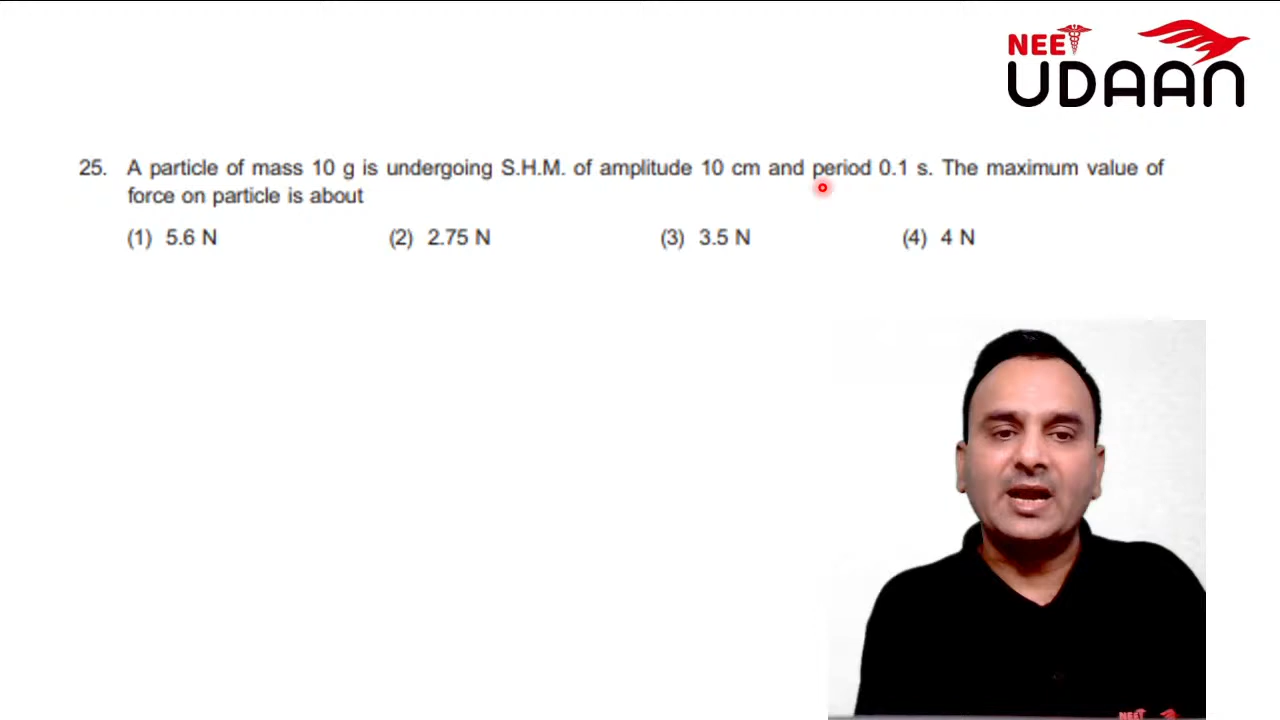 NEET
UDAAN
25. A particle of mass 10 g is undergoing S.H.M. of amplitude 10 cm and period 0.1 s. The maximum value of
force on particle is about
(1) 5.6 N (2) 2.75 N (3) 3.5 N (4) 4 N
NEET